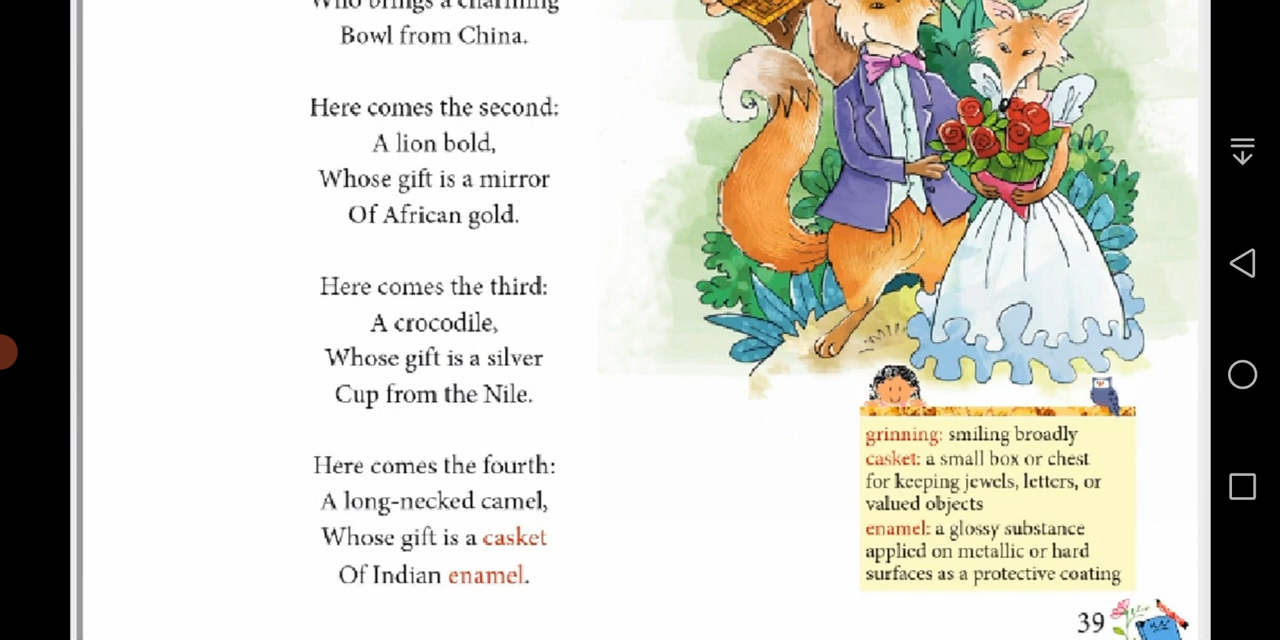 Who brings a charming
Bowl from China.
Here comes the second:
A lion bold,
Whose gift is a mirror
Of African gold.
Here comes the third:
A crocodile,
Whose gift is a silver
Cup from the Nile.
Here comes the fourth:
A long-necked camel,
Whose gift is a casket
Of Indian enamel.
grinning: smiling broadly
casket: a small box or chest
for keeping jewels, letters, or
valued objects
enamel: a glossy substance
applied on metallic or hard
surfaces as a protective coating
39